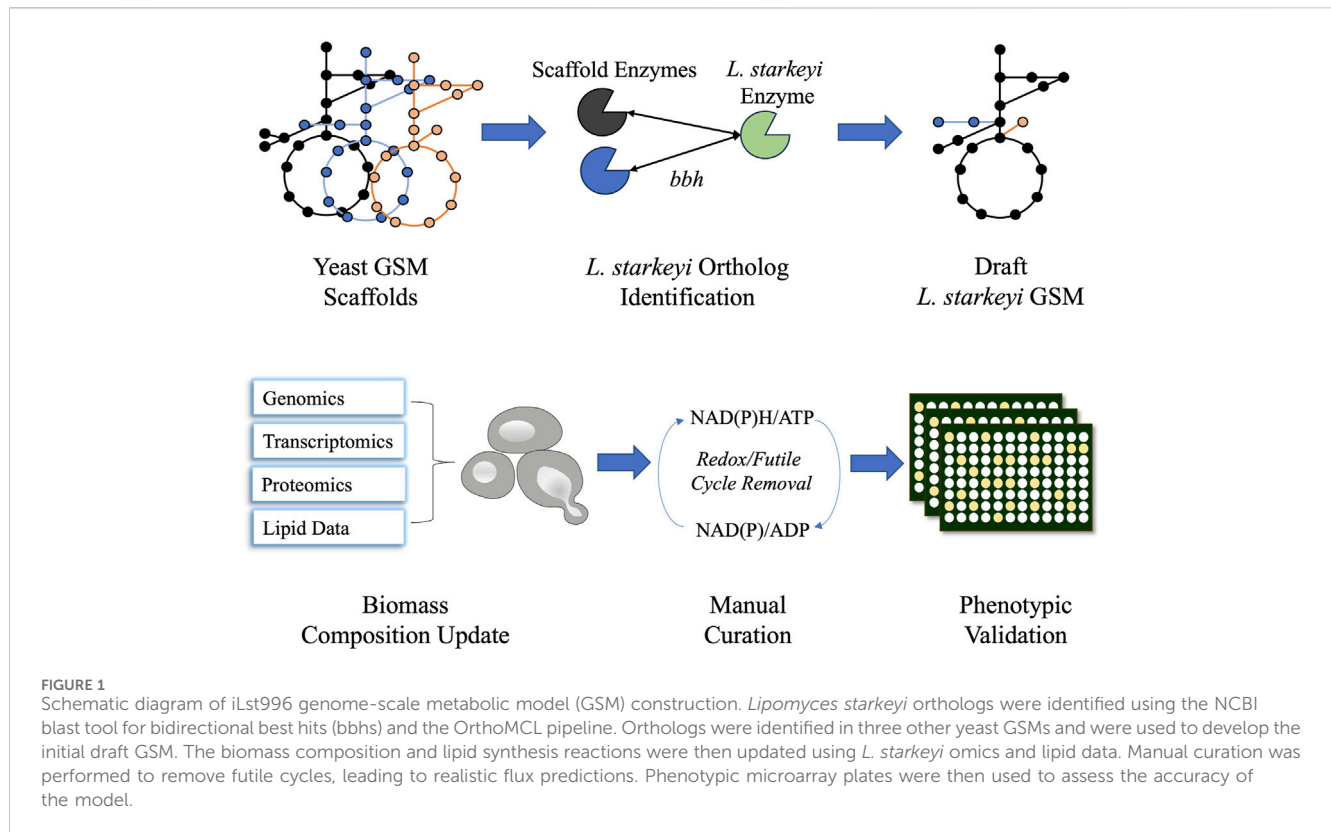 Scaffold Enzymes
L. starkeyi
Enzyme
bbh
Yeast GSM
Scaffolds
L. starkeyi Ortholog
Identification
Draft
L. starkeyi GSM
Genomics
Transcriptomics
Proteomics
Lipid Data
NAD(P)H/ATP
Redox/Futile
Cycle Removal
NAD(P)/ADP
Biomass
Composition Update
Manual
Curation
Phenotypic
Validation
FIGURE 1
Schematic diagram of iLst996 genome-scale metabolic model (GSM) construction. Lipomyces starkeyi orthologs were identified using the NCBI
blast tool for bidirectional best hits (bbhs) and the OrthoMCL pipeline. Orthologs were identified in three other yeast GSMs and were used to develop the
initial draft GSM. The biomass composition and lipid synthesis reactions were then updated using L. starkeyi omics and lipid data. Manual curation was
performed to remove futile cycles, leading to realistic flux predictions. Phenotypic microarray plates were then used to assess the accuracy of
the model.